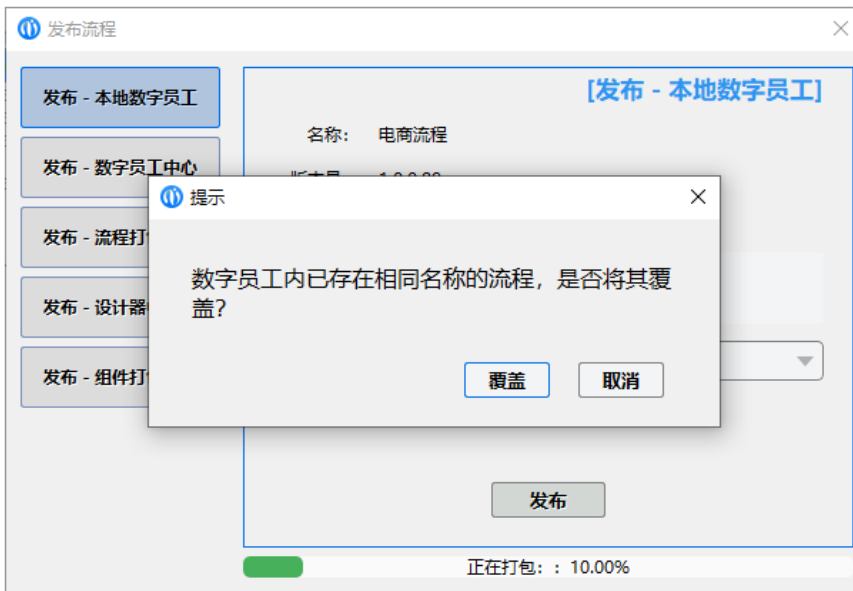 发布流程
发布 - 本地数字员工
发布 - 数字员工中心
发布 - 流程打
发布 - 设计器
发布 - 组件打
[发布 - 本地数字员工]
名称： 电商流程
提示
数字员工内已存在相同名称的流程，是否将其覆
盖？
覆盖
取消
发布
正在打包：：10.00%